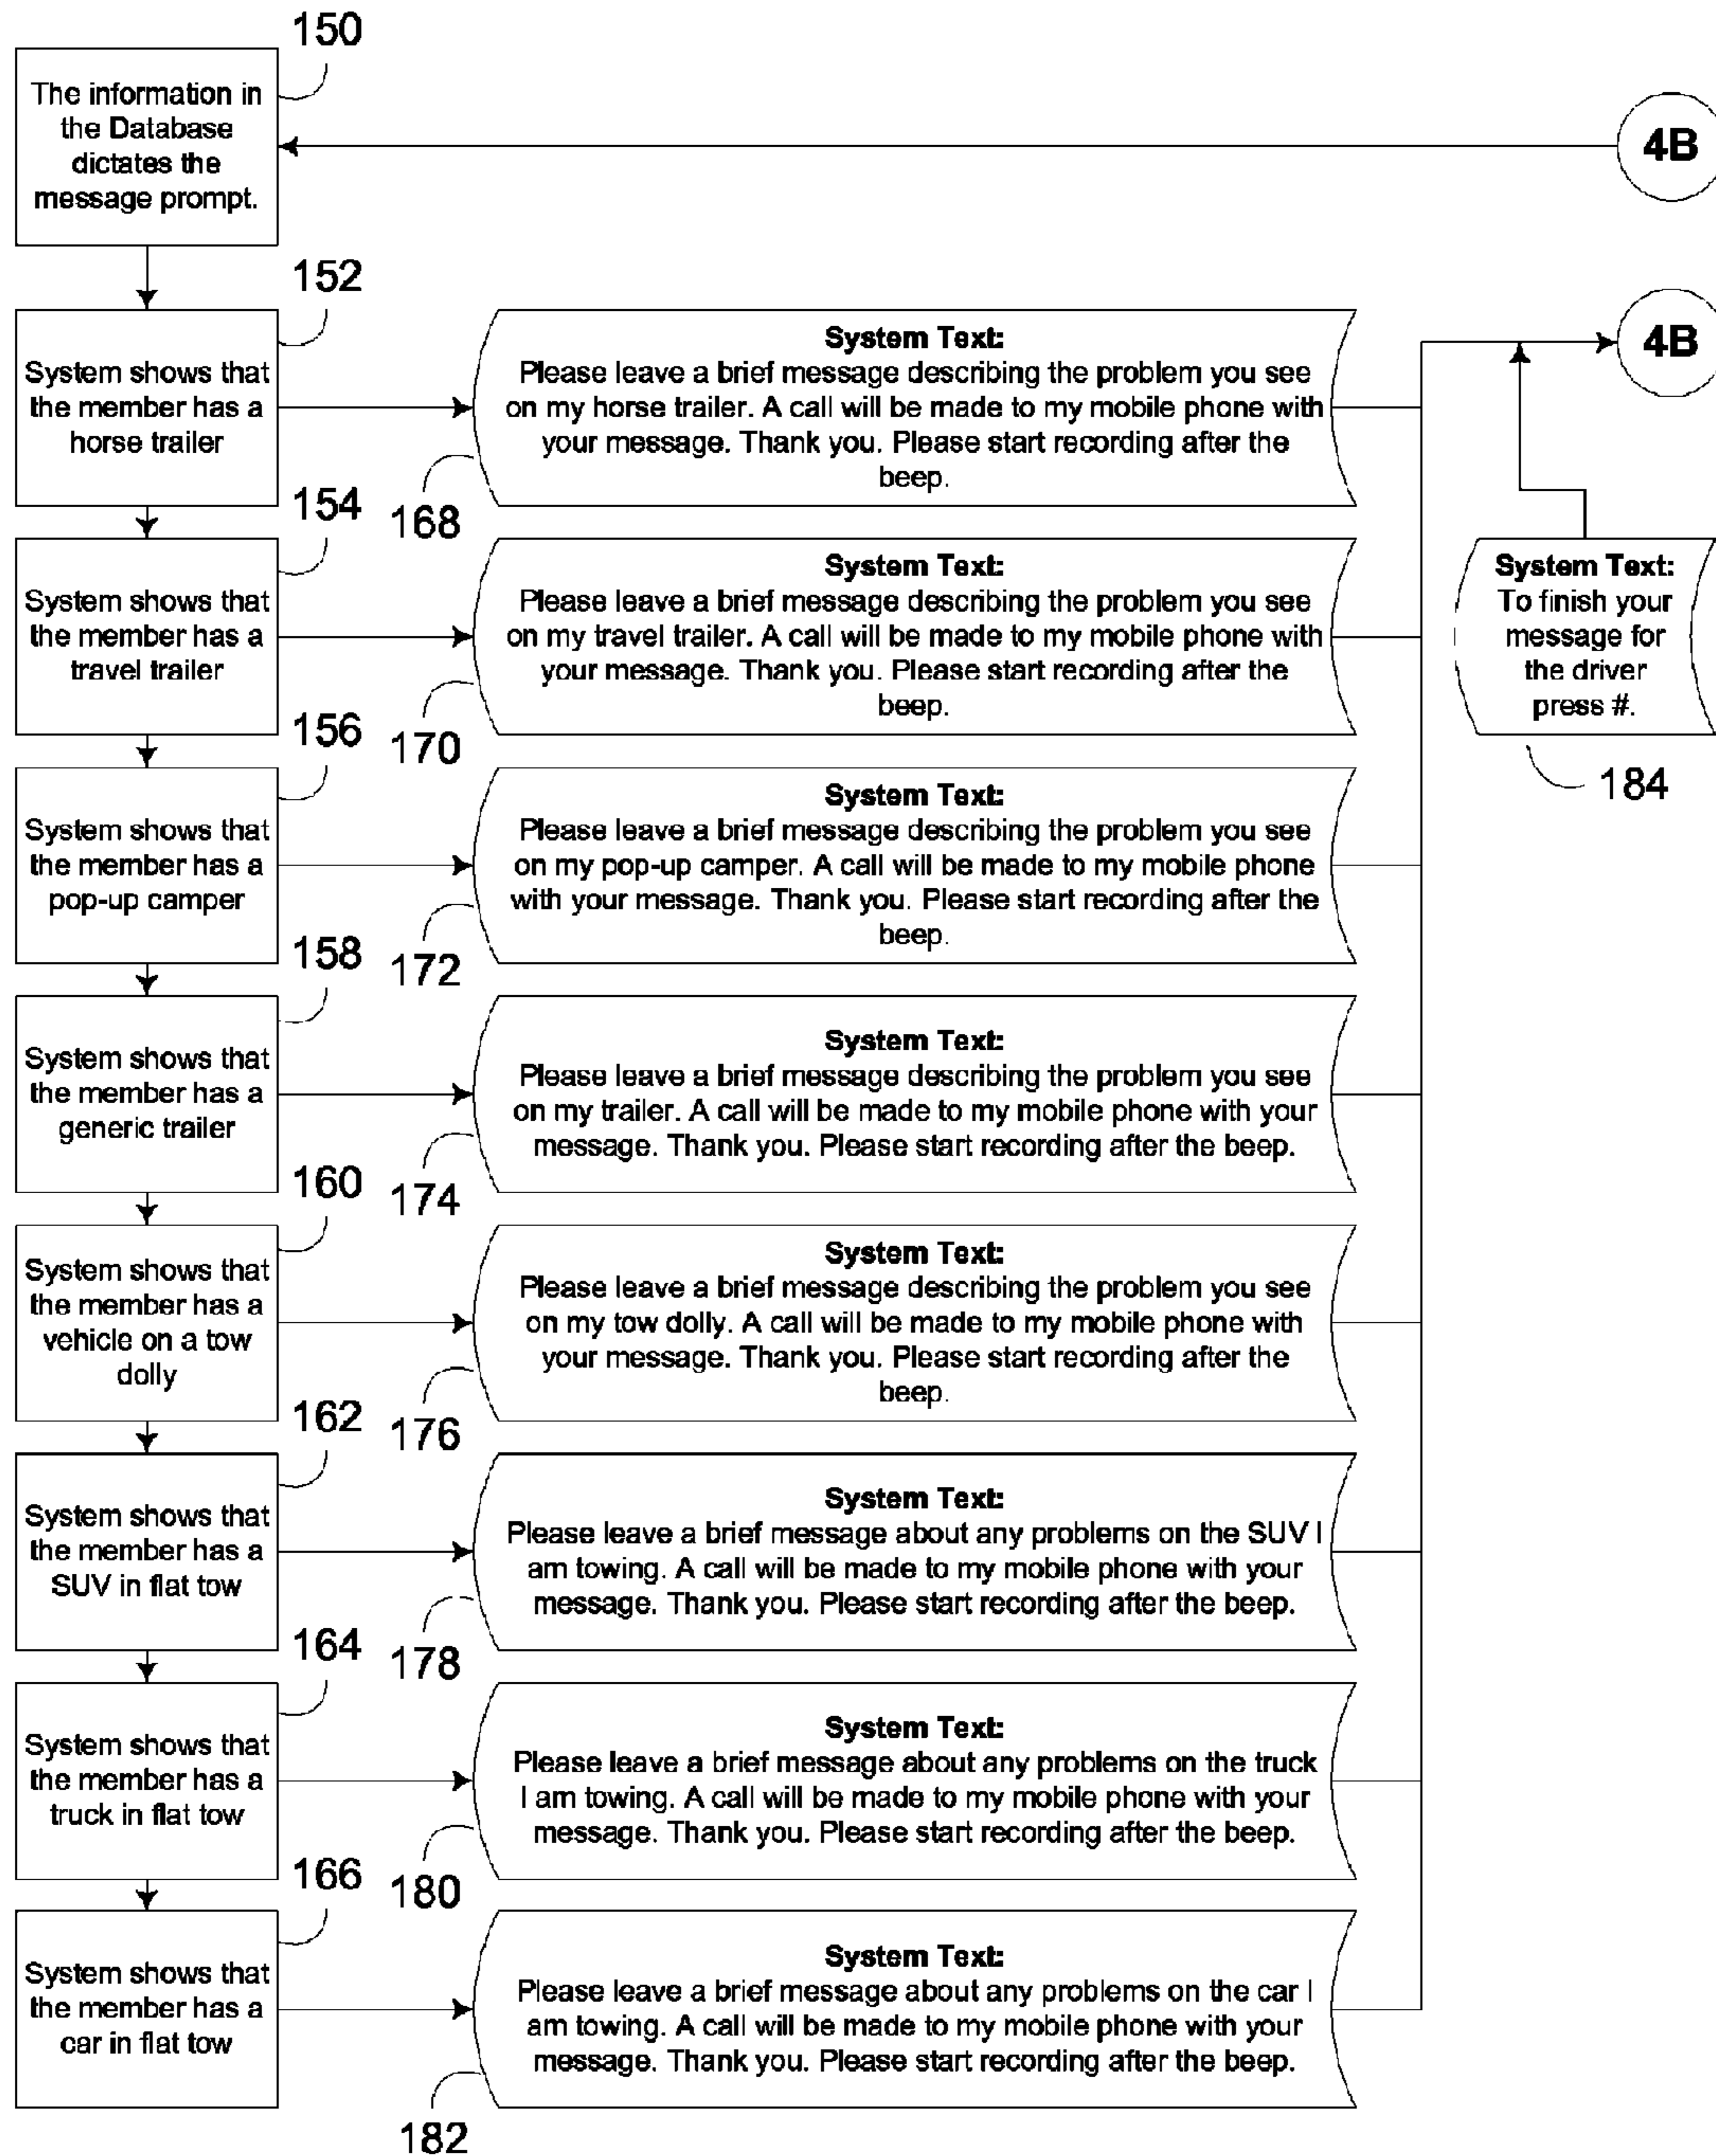 150
The information in
the Database
dictates the
message prompt.
4B
152
System shows that
the member has a
horse trailer
System Text:
Please leave a brief message describing the problem you see
on my horse trailer. A call will be made to my mobile phone with
your message. Thank you. Please start recording after the
beep.
168
4B
154
System shows that
the member has a
travel trailer
System Text:
Please leave a brief message describing the problem you see
on my travel trailer. A call will be made to my mobile phone with
your message. Thank you. Please start recording after the
beep.
170
System Text:
To finish your
message for
the driver
press #.
184
156
System shows that
the member has a
pop-up camper
System Text:
Please leave a brief message describing the problem you see
on my pop-up camper. A call will be made to my mobile phone
with your message. Thank you. Please start recording after the
beep.
172
158
System shows that
the member has a
generic trailer
System Text:
Please leave a brief message describing the problem you see
on my trailer. A call will be made to my mobile phone with your
message. Thank you. Please start recording after the beep.
174
160
System shows that
the member has a
vehicle on a tow
dolly
System Text:
Please leave a brief message describing the problem you see
on my tow dolly. A call will be made to my mobile phone with
your message. Thank you. Please start recording after the
beep.
176
162
System shows that
the member has a
SUV in flat tow
System Text:
Please leave a brief message about any problems on the SUV I
am towing. A call will be made to my mobile phone with your
message. Thank you. Please start recording after the beep.
178
164
System shows that
the member has a
truck in flat tow
System Text:
Please leave a brief message about any problems on the truck
I am towing. A call will be made to my mobile phone with your
message. Thank you. Please start recording after the beep.
180
166
System shows that
the member has a
car in flat tow
System Text:
Please leave a brief message about any problems on the car I
am towing. A call will be made to my mobile phone with your
message. Thank you. Please start recording after the beep.
182